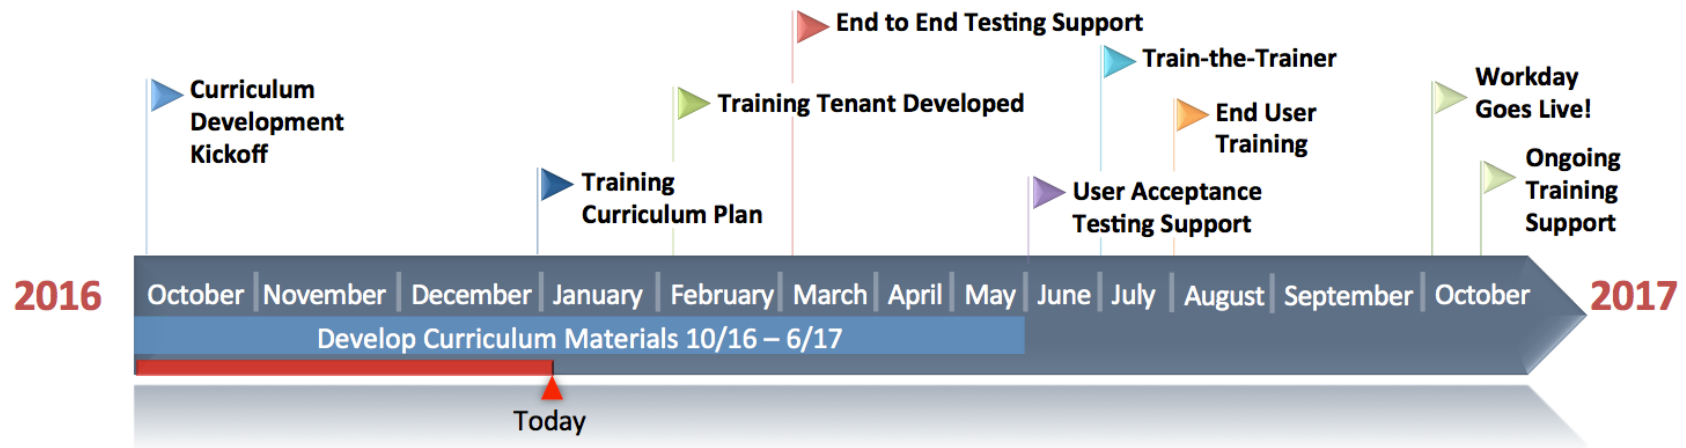 End to End Testing Support
Train-the-Trainer
Curriculum
Development
Kickoff
Training Tenant Developed
Workday
Goes Live!
End User
Training
Training
Curriculum Plan
User Acceptance
Testing Support
Ongoing
Training
Support
2016
October November December January February March April May June July August September October
2017
Develop Curriculum Materials 10/16 – 6/17
Today